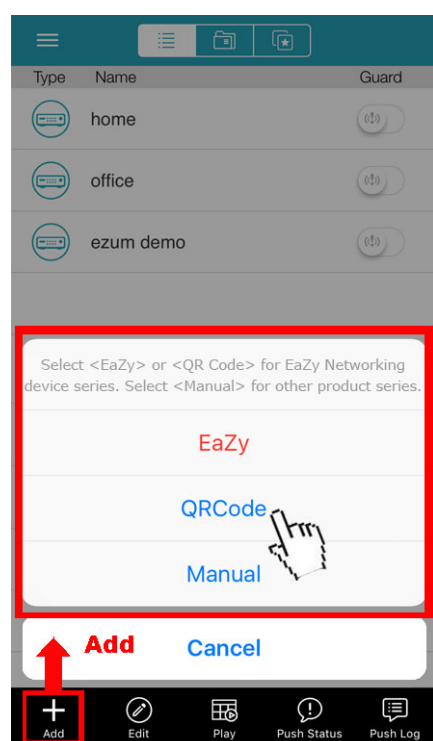 Type Name Guard
home
office
ezum demo
Select <EaZy> or <QR Code> for EaZy Networking
device series. Select <Manual> for other product series.
EaZy
QRCode
Manual
Add
Cancel
Add Edit Play Push Status Push Log